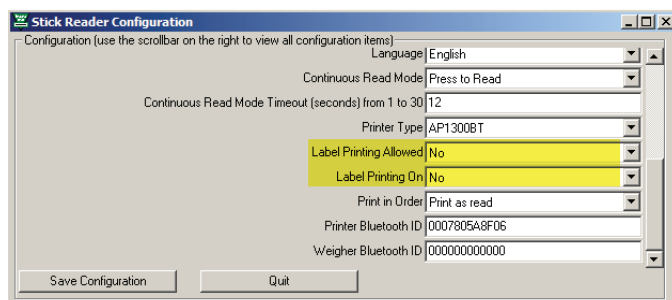 Stick Reader Configuration
Configuration (use the scrollbar on the right to view all configuration items)
Language English
Continuous Read Mode Press to Read
Continuous Read Mode Timeout (seconds) from 1 to 30 12
Printer Type AP1300BT
Label Printing Allowed No
Label Printing On No
Print in Order Print as read
Printer Bluetooth ID 0007805A8F06
Weigher Bluetooth ID 000000000000
Save Configuration Quit